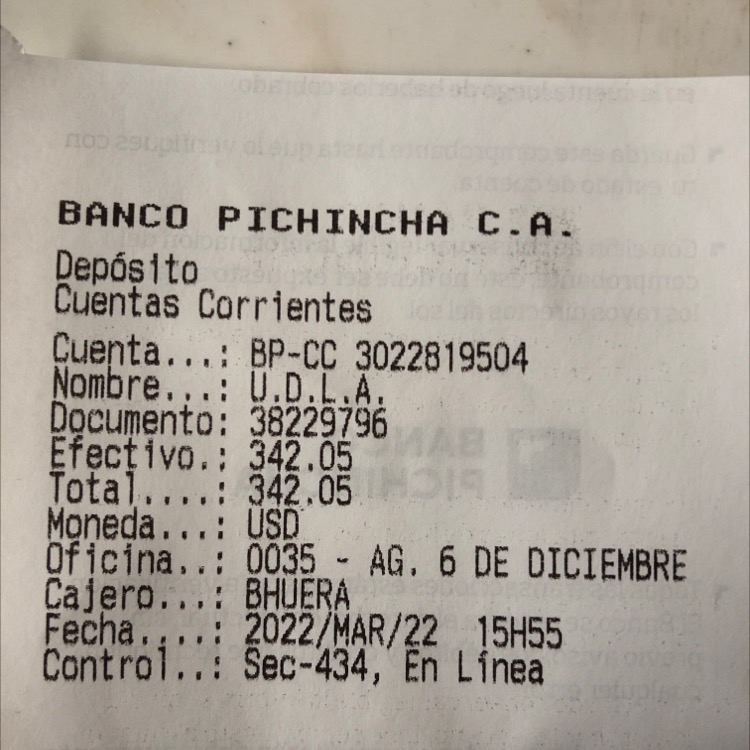 BANCO PICHINCHA C.A.
Depósito
Cuentas Corrientes
Cuenta...: BP-CC 3022819504
Nombre...: U.D.L.A.
Documento: 38229796
Efectivo.: 342.05
Total....: 342.05
Moneda...: USD
Oficina..: 0035 - AG. 6 DE DICIEMBRE
Cajero...: BHUERA
Fecha....: 2022/MAR/22 15H55
Control..: Sec-434, En Línea